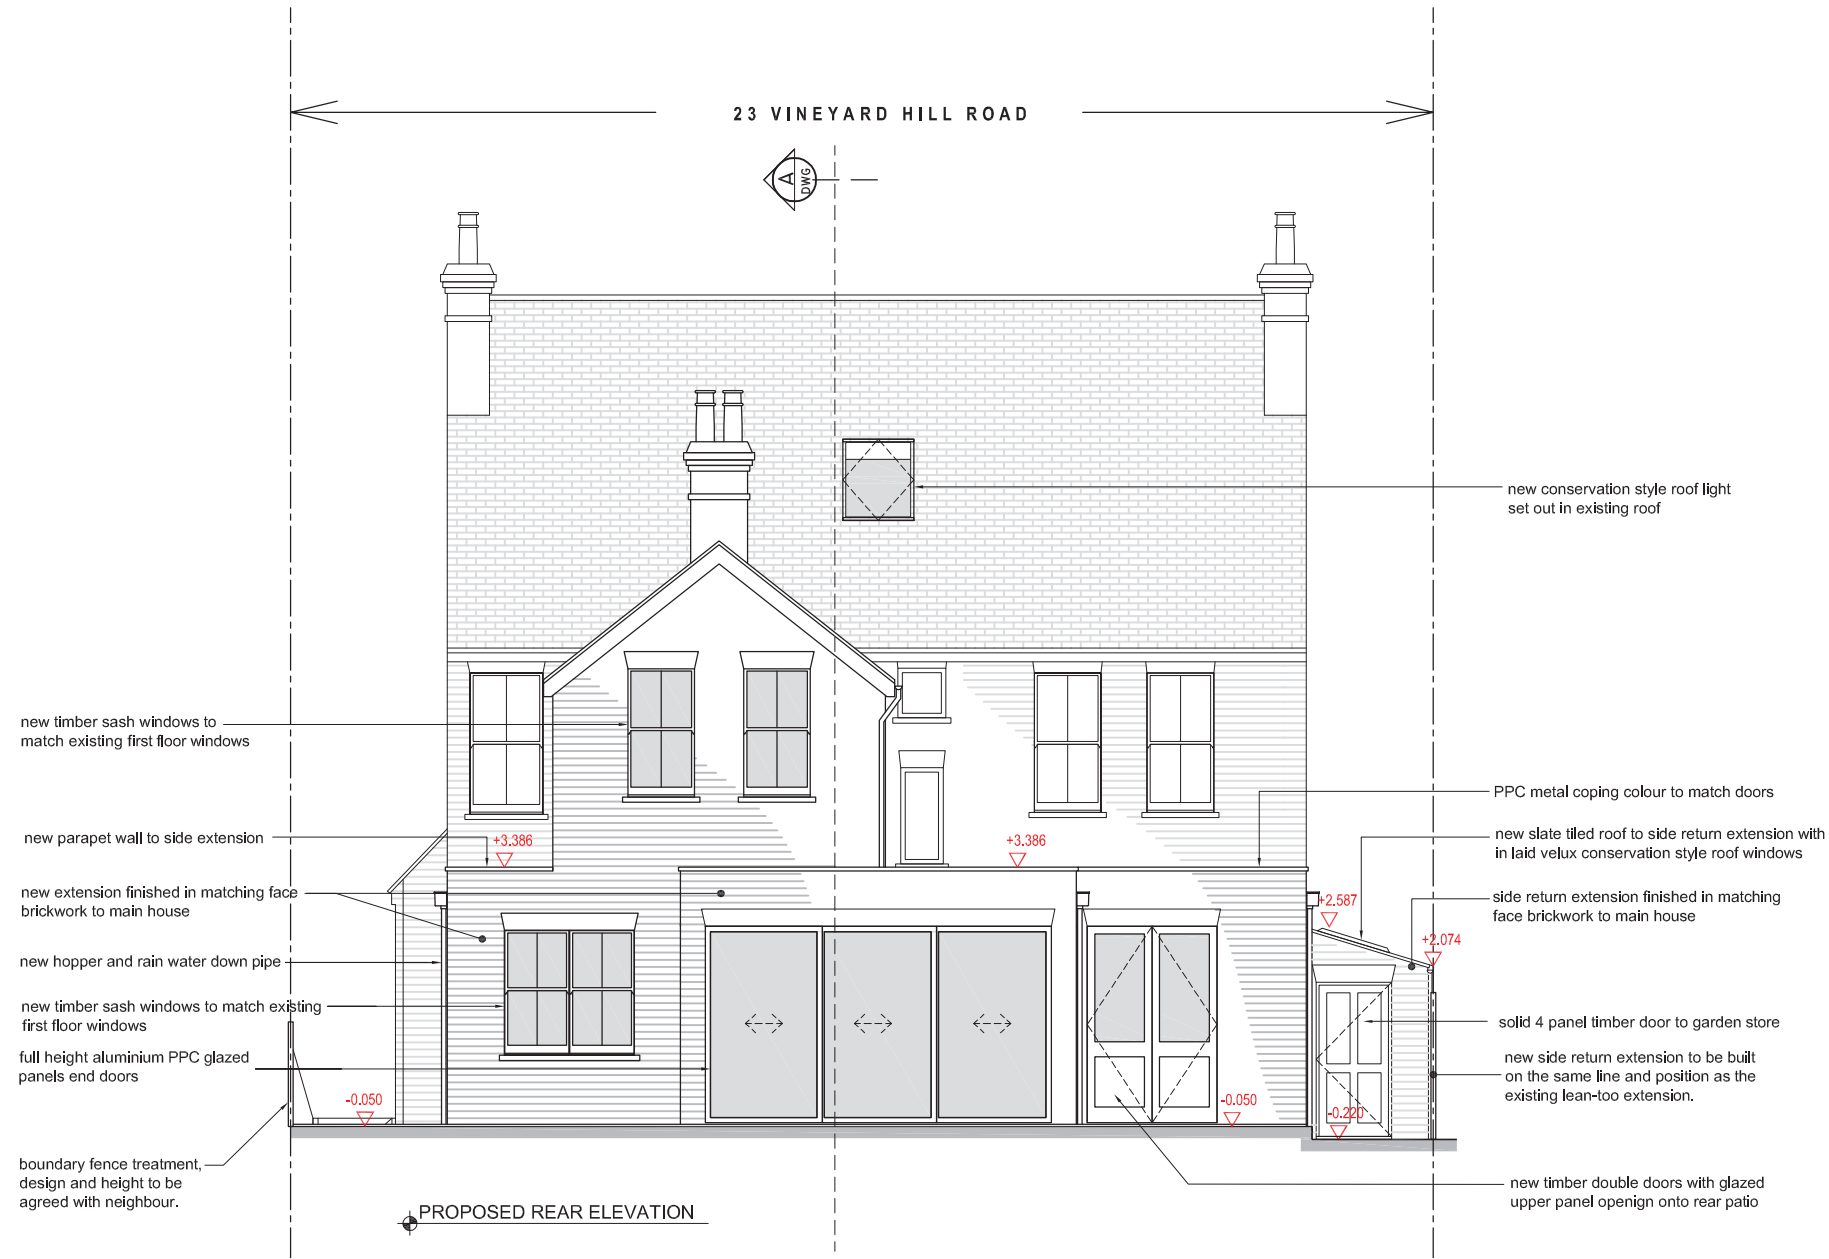 23 VINEYARD HILL ROAD
A
DWG
new conservation style roof light
set out in existing roof
new timber sash windows to
match existing first floor windows
PPC metal coping colour to match doors
new parapet wall to side extension
+3.386
+3.386
new slate tiled roof to side return extension with
in laid velux conservation style roof windows
new extension finished in matching face
brickwork to main house
+2.587
side return extension finished in matching
face brickwork to main house
+2.074
new hopper and rain water down pipe
new timber sash windows to match existing
first floor windows
solid 4 panel timber door to garden store
full height aluminium PPC glazed
panels end doors
new side return extension to be built
on the same line and position as the
existing lean-too extension.
-0.050
-0.050
-0.220
boundary fence treatment,
design and height to be
agreed with neighbour.
new timber double doors with glazed
upper panel openign onto rear patio
PROPOSED REAR ELEVATION